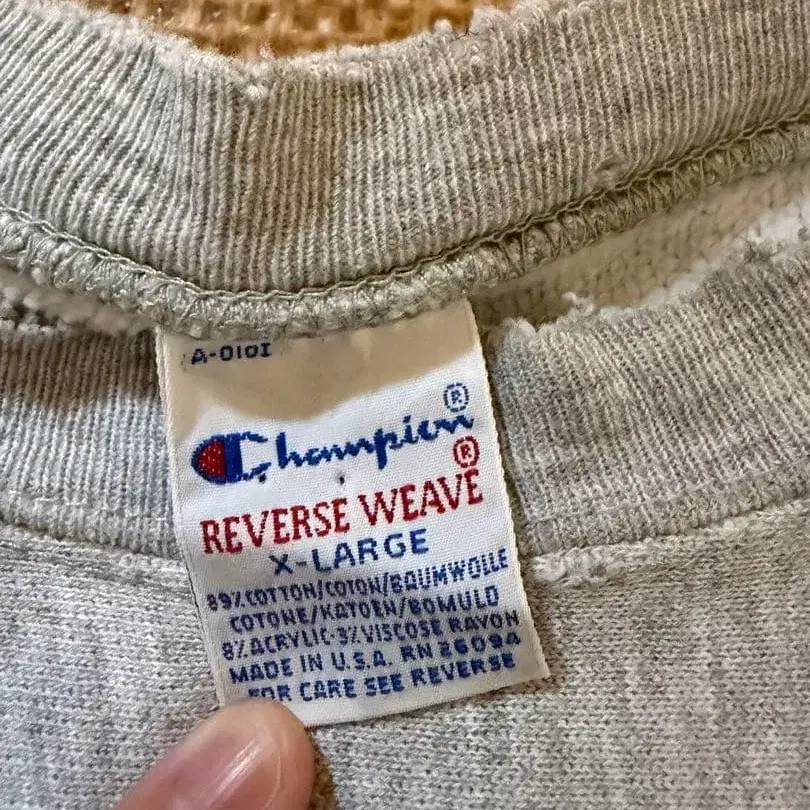 A-0101
Champion®
REVERSE WEAVE®
X-LARGE
89% COTTON/COTON/BAUMWOLLE
COTONE/KATOEN/BOMULD
8% ACRYLIC-3% VISCOSE RAYON
MADE IN U.S.A. RN 26094
FOR CARE SEE REVERSE